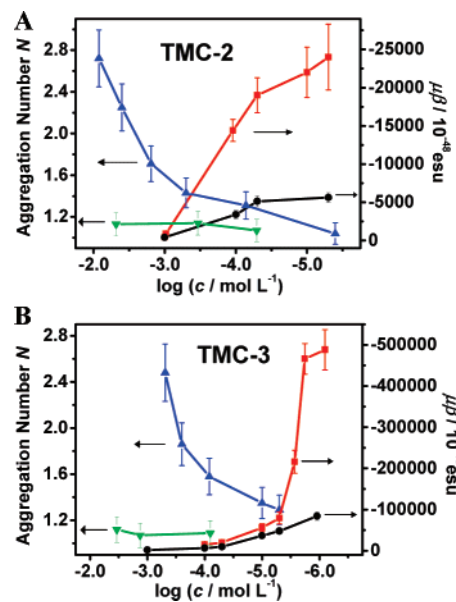 A
TMC-2
Aggregation Number N
2.8
2.4
2.0
1.6
1.2
-25000
-20000
-15000
-10000
-5000
0
μβ / 10⁻⁴⁸esu
-2.0 -3.0 -4.0 -5.0
log (c / mol L⁻¹)
B
TMC-3
Aggregation Number N
2.8
2.4
2.0
1.6
1.2
-500000
-400000
-300000
-200000
-100000
0
μβ / 10 esu
-2.0 -3.0 -4.0 -5.0 -6.0
log (c / mol L⁻¹)